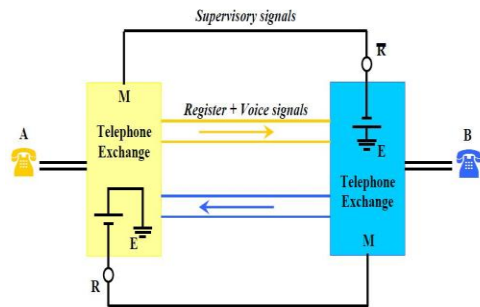 Supervisory signals
R̅
M
Register + Voice signals
A
Telephone
Exchange
E
B
Telephone
Exchange
E
M
R